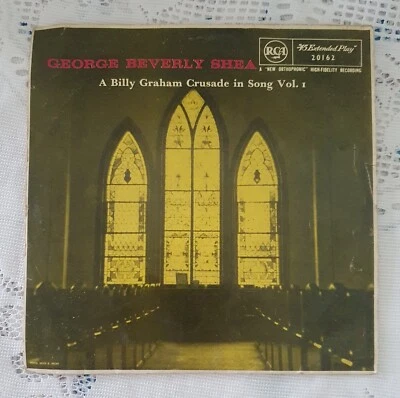 RCA
45 Extended Play
20162
GEORGE BEVERLY SHEA
A "NEW ORTHOPHONIC" HIGH-FIDELITY RECORDING
A Billy Graham Crusade in Song Vol. 1